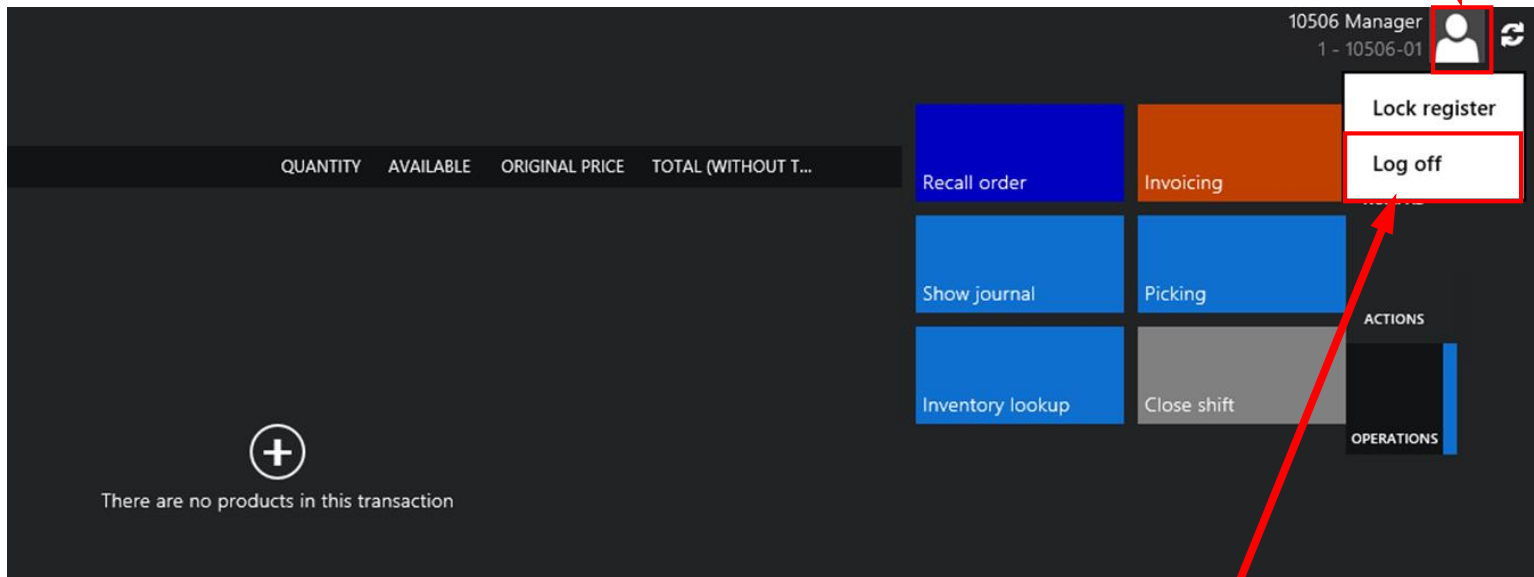 10506 Manager
1 - 10506-01
Lock register
Log off
QUANTITY AVAILABLE ORIGINAL PRICE TOTAL (WITHOUT T...
Recall order
Invoicing
Show journal
Picking
ACTIONS
Inventory lookup
Close shift
OPERATIONS
There are no products in this transaction